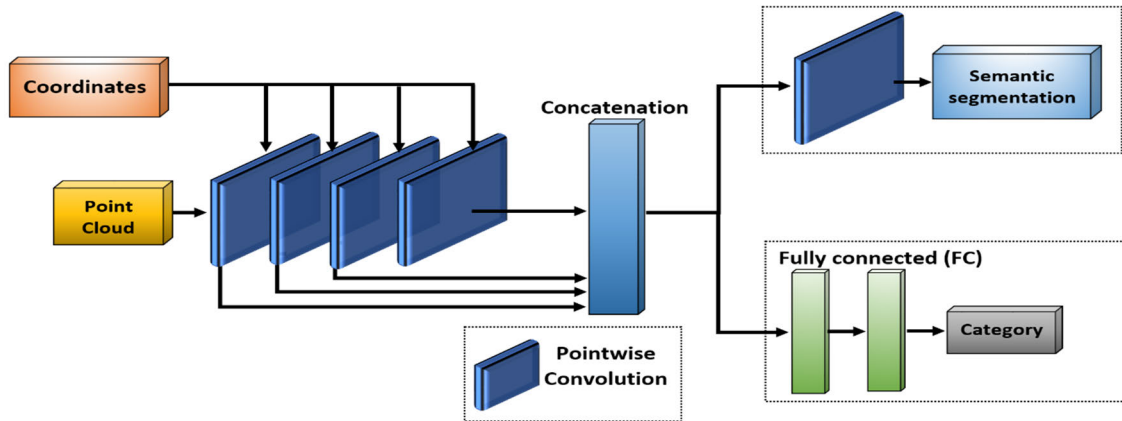 Coordinates
Point
Cloud
Concatenation
Pointwise
Convolution
Semantic
segmentation
Fully connected (FC)
Category